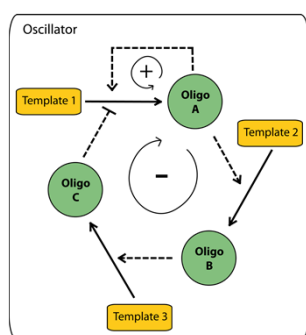 Oscillator
+
Template 1
Oligo
A
Template 2
Oligo
C
-
Oligo
B
Template 3